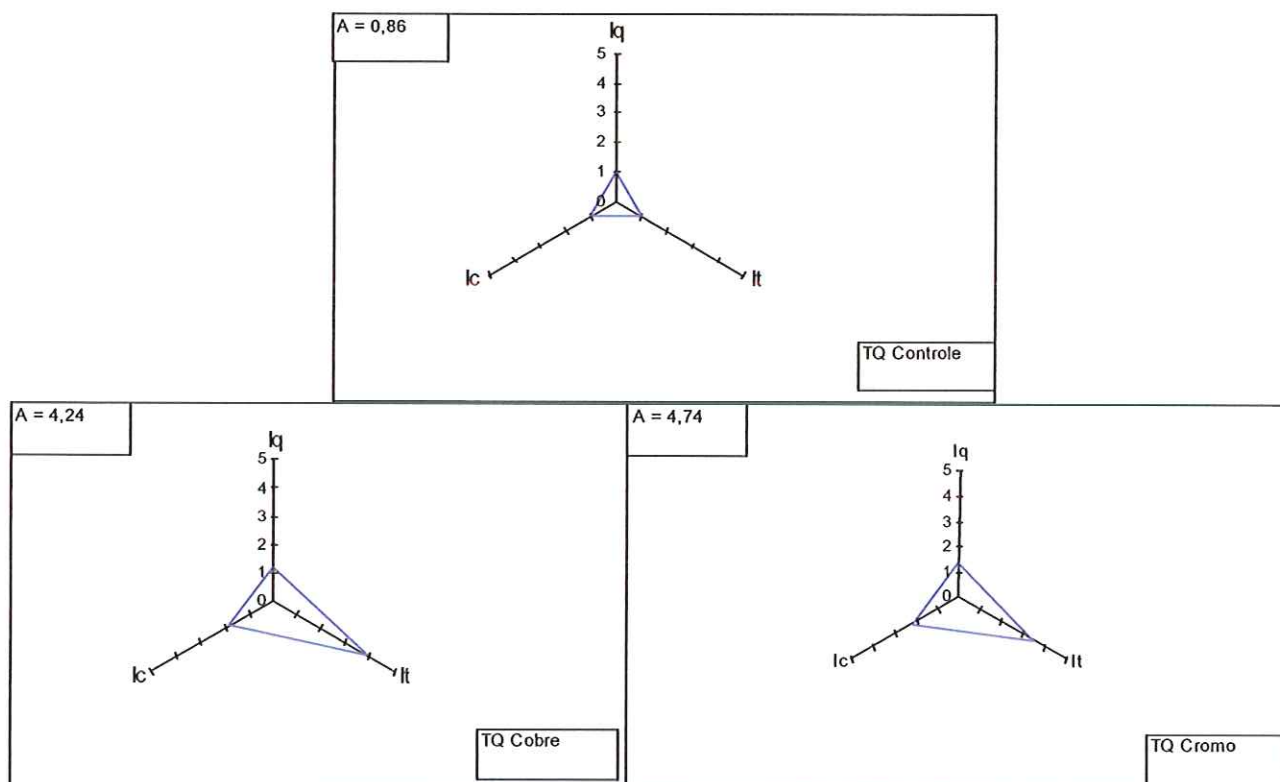 A = 0,86
Iq
5
4
3
2
1
0
Ic
It
TQ Controle
A = 4,24
Iq
5
4
3
2
1
0
Ic
It
TQ Cobre
A = 4,74
Iq
5
4
3
2
1
0
Ic
It
TQ Cromo